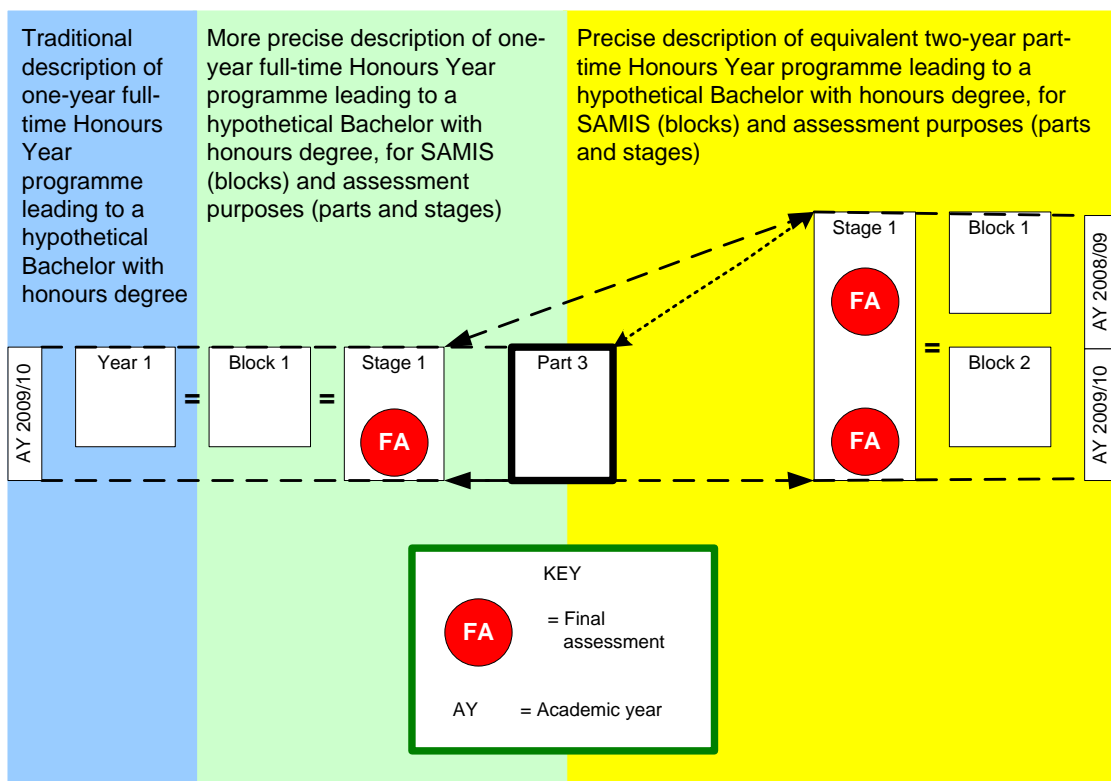 Traditional
description of
one-year full-
time Honours
Year
programme
leading to a
hypothetical
Bachelor with
honours degree
More precise description of one-
year full-time Honours Year
programme leading to a
hypothetical Bachelor with
honours degree, for SAMIS
(blocks) and assessment
purposes (parts and stages)
Precise description of equivalent two-year part-
time Honours Year programme leading to a
hypothetical Bachelor with honours degree, for
SAMIS (blocks) and assessment purposes (parts
and stages)
AY 2009/10
Year 1
=
Block 1
=
Stage 1
FA
Part 3
Stage 1
FA
FA
=
Block 1
Block 2
AY 2008/09
AY 2009/10
KEY
FA
= Final
assessment
AY = Academic year